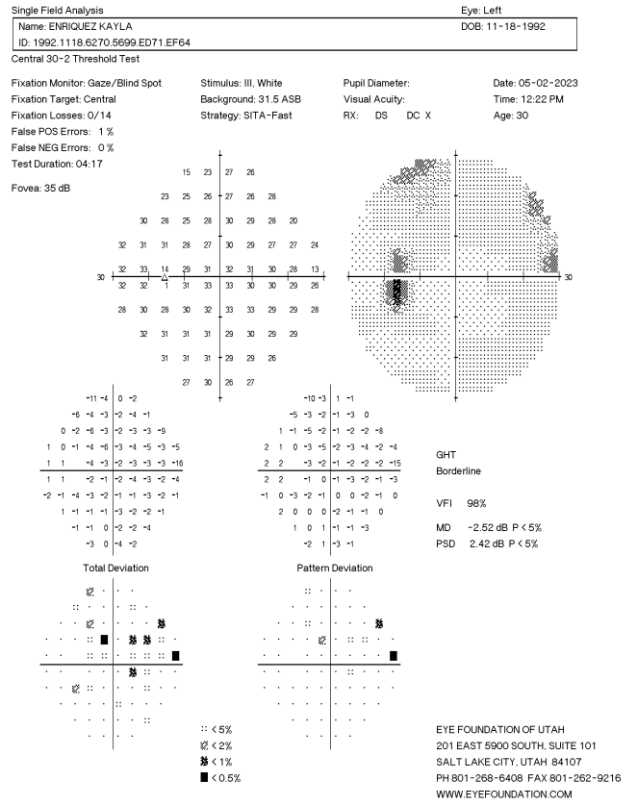 Single Field Analysis Eye: Left
Name: ENRIQUEZ KAYLA DOB: 11-18-1992
ID: 1992.1118.6270.5699.ED71.EF64
Central 30-2 Threshold Test
Fixation Monitor: Gaze/Blind Spot Stimulus: III, White Pupil Diameter: Date: 05-02-2023
Fixation Target: Central Background: 31.5 ASB Visual Acuity: Time: 12:22 PM
Fixation Losses: 0/14 Strategy: SITA-Fast RX: DS DC X Age: 30
False POS Errors: 1 %
False NEG Errors: 0 %
Test Duration: 04:17
Fovea: 35 dB
15 23 27 26
23 25 26 27 26 28
30 28 25 28 30 29 28 20
32 31 31 28 27 30 29 27 27 24
32 33 14 29 31 32 31 30 28 13
30 30
32 32 1 31 33 33 30 30 29 26
28 30 28 30 32 33 31 30 29 28
32 31 31 31 29 30 29 29
31 31 31 29 29 26
27 30 26 27
-11 -4 0 -2 -10 -3 1 -1
-6 -4 -3 -2 -4 -1 -5 -3 -2 -1 -3 0
0 -2 -6 -3 -2 -3 -3 -9 1 -1 -5 -2 -1 -2 -2 -8
1 0 -1 -4 -6 -3 -4 -5 -3 -5 2 1 0 -3 -5 -2 -3 -4 -2 -4
1 1 -4 -3 -2 -3 -3 -3 -16 2 2 -3 -2 -1 -2 -2 -2 -15
1 1 -2 -1 -2 -4 -3 -2 -4 2 2 -1 0 -1 -3 -2 -1 -3
-2 -1 -4 -3 -1 -1 -3 -3 -2 -1 -1 0 -3 -2 0 0 -2 -2 -1 0
1 -1 -1 -1 -3 -2 -2 -1 2 0 0 0 -2 -1 -1 0
-1 -1 0 -2 -2 -4 1 0 1 -1 -1 -3
-3 0 -4 -2 -2 1 -3 -1
GHT
Borderline
VFI 98%
MD -2.52 dB P < 5%
PSD 2.42 dB P < 5%
Total Deviation Pattern Deviation
< 5%
< 2%
< 1%
< 0.5%
EYE FOUNDATION OF UTAH
201 EAST 5900 SOUTH, SUITE 101
SALT LAKE CITY, UTAH 84107
PH 801-268-6408 FAX 801-262-9216
WWW.EYEFOUNDATION.COM